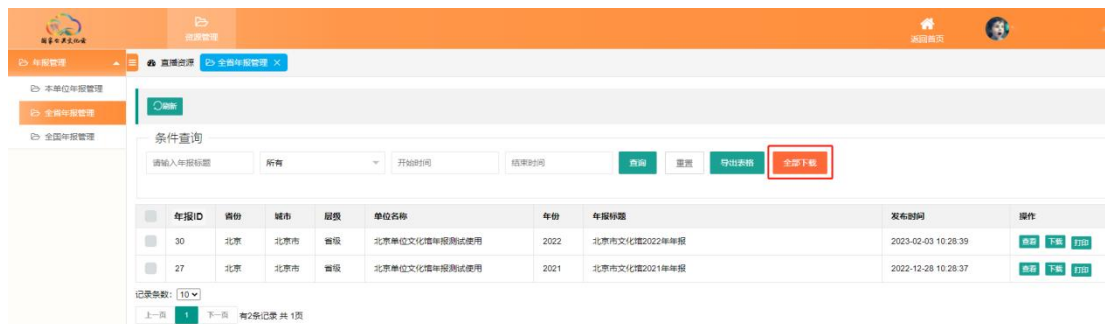 国家公共文化云
资源管理
返回首页
年报管理
直播资源 全省年报管理 ×
本单位年报管理
全省年报管理
全国年报管理
刷新
条件查询
请输入年报标题 所有 开始时间 结束时间 查询 重置 导出表格 全部下载
年报ID 省份 城市 层级 单位名称 年份 年报标题 发布时间 操作
30 北京 北京市 省级 北京单位文化馆年报测试使用 2022 北京市文化馆2022年年报 2023-02-03 10:28:39 查看 下载 打印
27 北京 北京市 省级 北京单位文化馆年报测试使用 2021 北京市文化馆2021年年报 2022-12-28 10:28:37 查看 下载 打印
记录条数: 10
上一页 1 下一页 有2条记录 共 1页